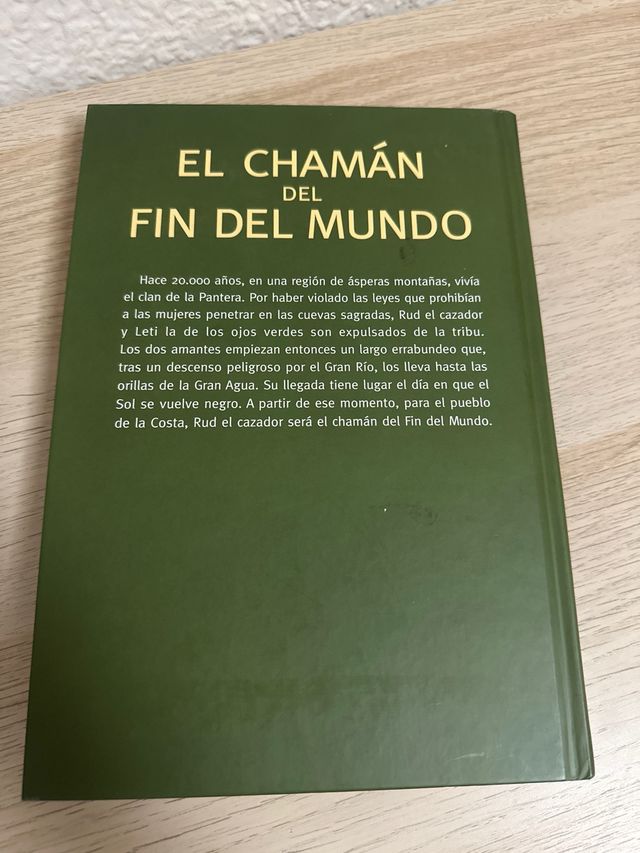 EL CHAMÁN
DEL
FIN DEL MUNDO
Hace 20.000 años, en una región de ásperas montañas, vivía
el clan de la Pantera. Por haber violado las leyes que prohibían
a las mujeres penetrar en las cuevas sagradas, Rud el cazador
y Leti la de los ojos verdes son expulsados de la tribu.
Los dos amantes empiezan entonces un largo errabundeo que,
tras un descenso peligroso por el Gran Río, los lleva hasta las
orillas de la Gran Agua. Su llegada tiene lugar el día en que el
Sol se vuelve negro. A partir de ese momento, para el pueblo
de la Costa, Rud el cazador será el chamán del Fin del Mundo.